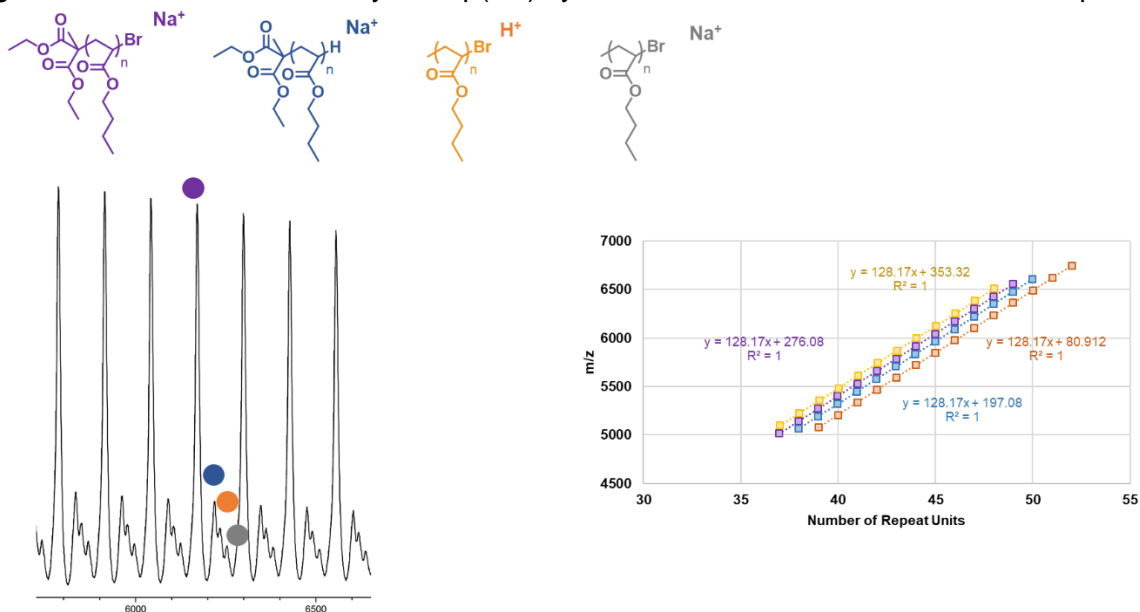 Na⁺
Na⁺
H⁺
Na⁺
O
O
Br
O
O
O
O
n
O
O
H
O
O
O
O
n
Br
O
O
n
Br
O
O
n
7000
6500
6000
5500
5000
4500
m/z
y = 128.17x + 353.32
R² = 1
y = 128.17x + 276.08
R² = 1
y = 128.17x + 80.912
R² = 1
y = 128.17x + 197.08
R² = 1
30 35 40 45 50 55
Number of Repeat Units
6000 6500